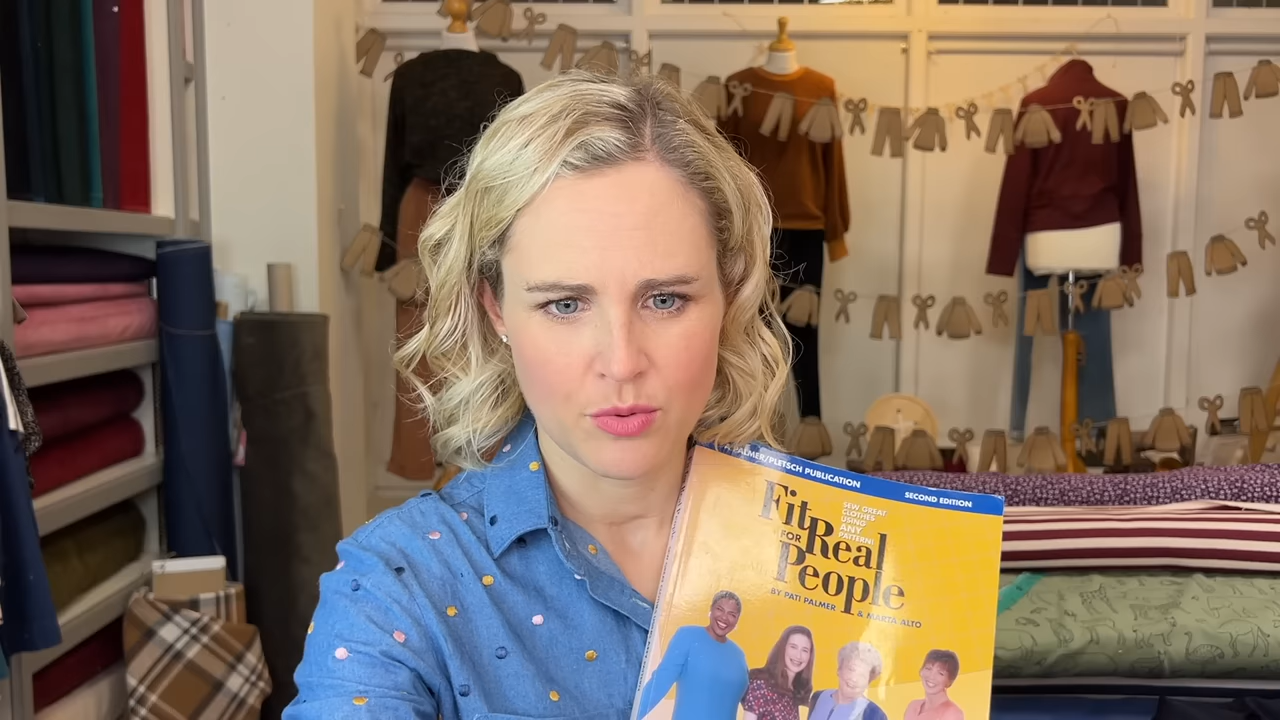 PALMER/PLETSCH PUBLICATION
SECOND EDITION
Fit
FOR
Real
People
SEW GREAT
CLOTHES
USING
ANY
PATTERN!
BY PATI PALMER & MARTA ALTO